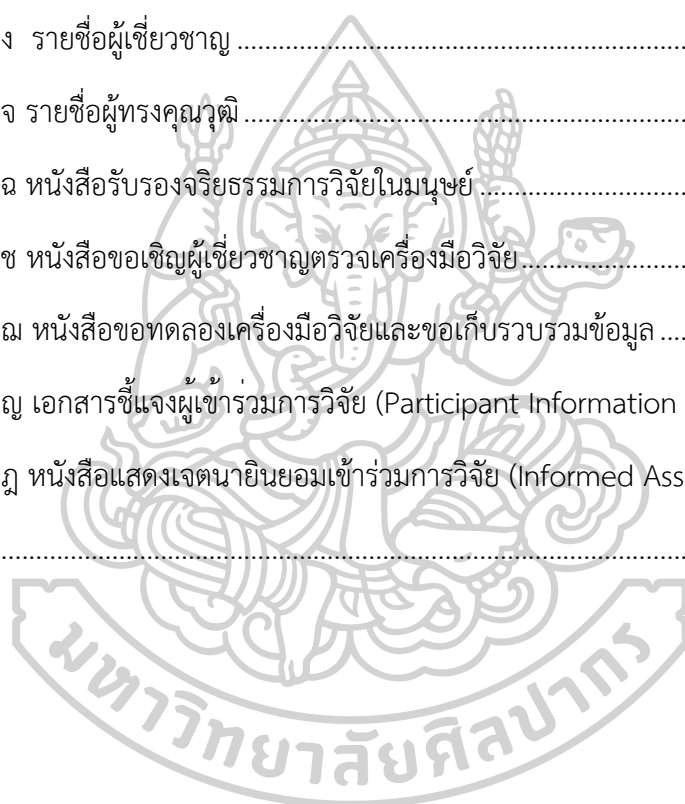 ง รายชื่อผู้เชี่ยวชาญ ..................................................................
จ รายชื่อผู้ทรงคุณวุฒิ ................................................................
ฉ หนังสือรับรองจริยธรรมการวิจัยในมนุษย์ ..............................
ช หนังสือขอเชิญผู้เชี่ยวชาญตรวจเครื่องมือวิจัย........................
ฌ หนังสือขอทดลองเครื่องมือวิจัยและขอเก็บรวบรวมข้อมูล ....
ญ เอกสารชี้แจงผู้เข้าร่วมการวิจัย (Participant Information
ฎ หนังสือแสดงเจตนายินยอมเข้าร่วมการวิจัย (Informed Ass
....................................................................................................
มหาวิทยาลัยศิลปากร